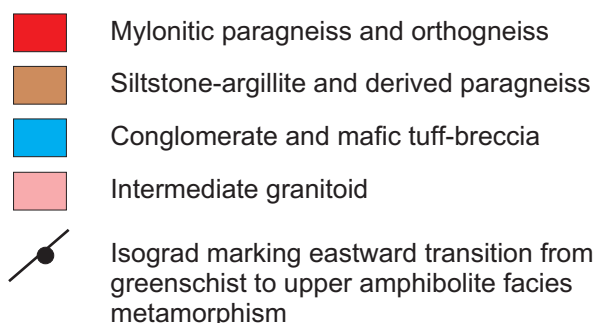 Mylonitic paragneiss and orthogneiss
Siltstone-argillite and derived paragneiss
Conglomerate and mafic tuff-breccia
Intermediate granitoid
Isograd marking eastward transition from
greenschist to upper amphibolite facies
metamorphism